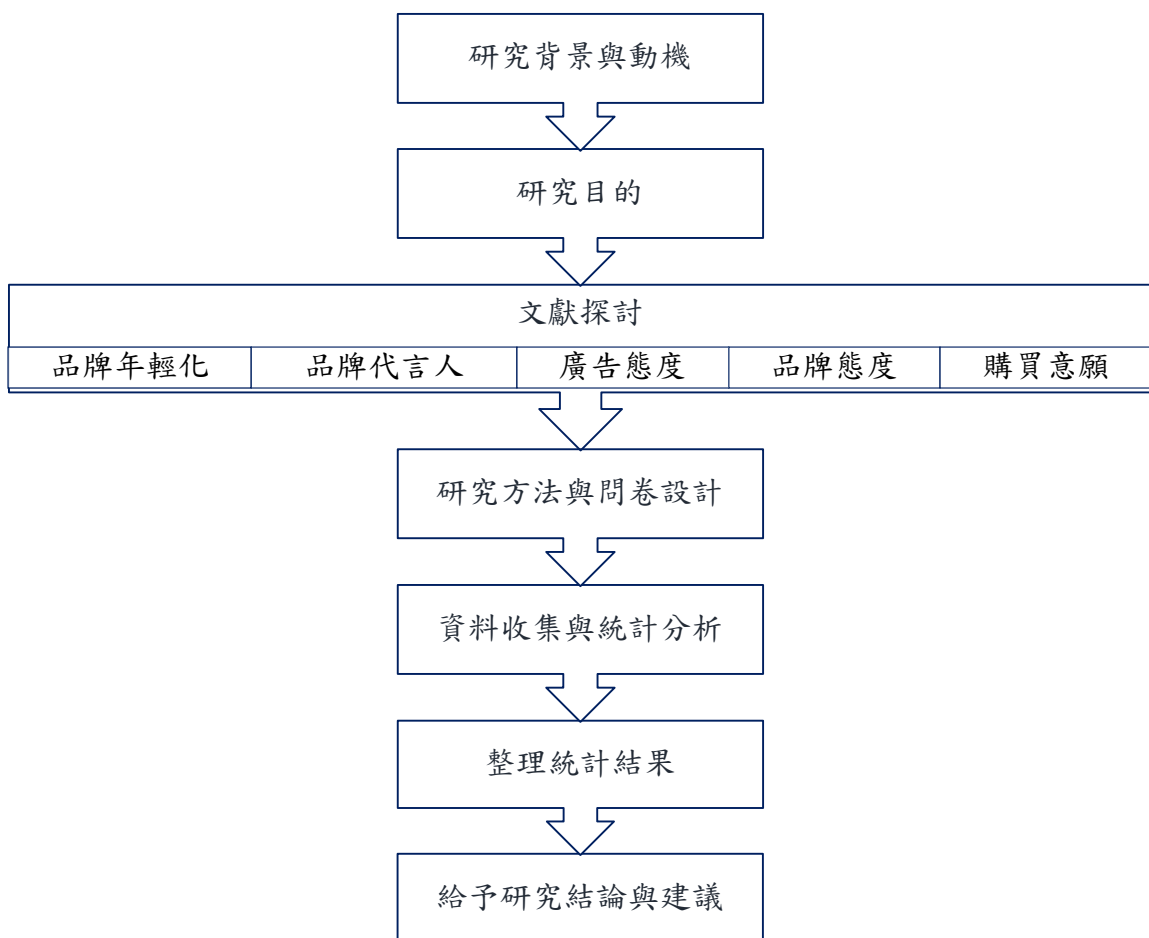 研究背景與動機
研究目的
文獻探討
品牌年輕化 品牌代言人 廣告態度 品牌態度 購買意願
研究方法與問卷設計
資料收集與統計分析
整理統計結果
給予研究結論與建議